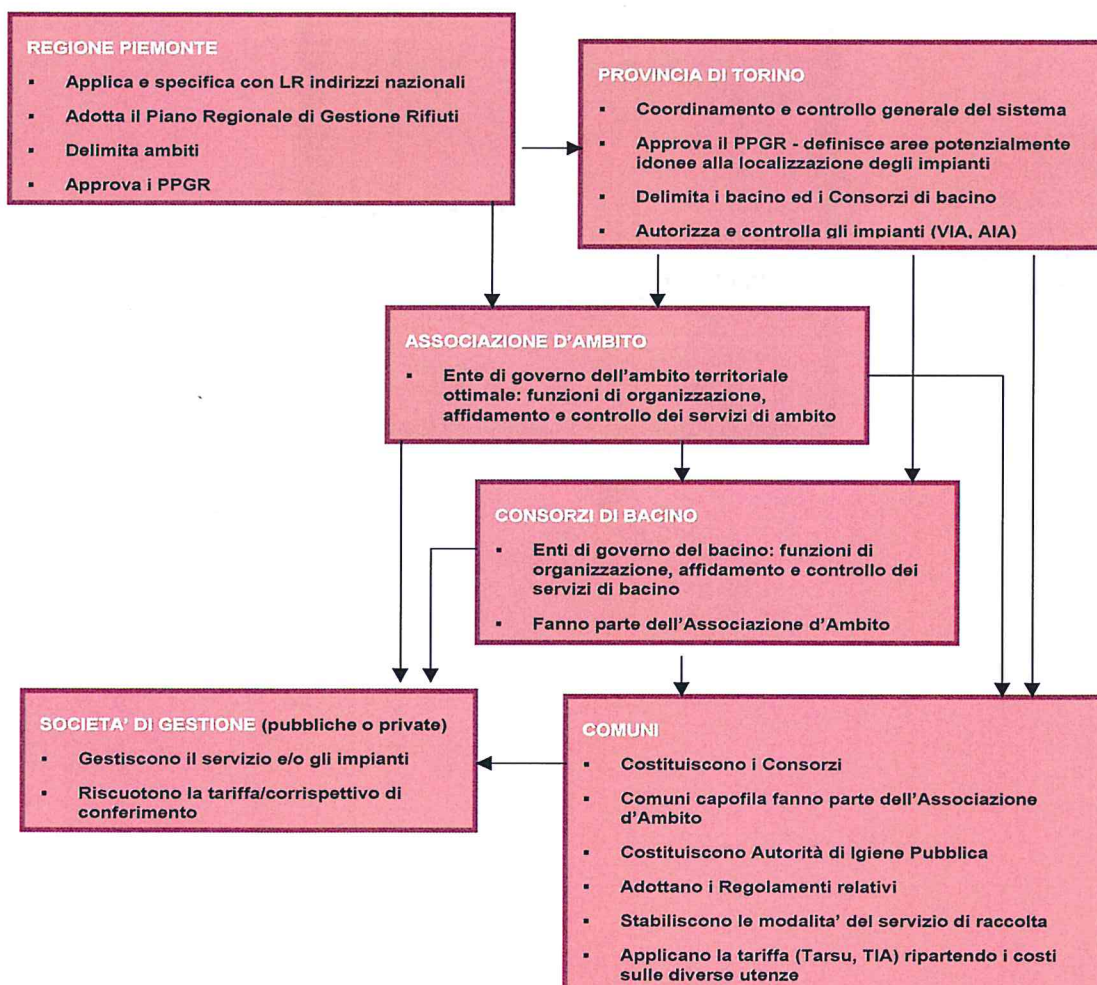 REGIONE PIEMONTE
▪ Applica e specifica con LR indirizzi nazionali
▪ Adotta il Piano Regionale di Gestione Rifiuti
▪ Delimita ambiti
▪ Approva i PPGR
PROVINCIA DI TORINO
▪ Coordinamento e controllo generale del sistema
▪ Approva il PPGR - definisce aree potenzialmente
idonee alla localizzazione degli impianti
▪ Delimita i bacino ed i Consorzi di bacino
▪ Autorizza e controlla gli impianti (VIA, AIA)
ASSOCIAZIONE D'AMBITO
▪ Ente di governo dell'ambito territoriale
ottimale: funzioni di organizzazione,
affidamento e controllo dei servizi di ambito
CONSORZI DI BACINO
▪ Enti di governo del bacino: funzioni di
organizzazione, affidamento e controllo dei
servizi di bacino
▪ Fanno parte dell'Associazione d'Ambito
SOCIETA' DI GESTIONE (pubbliche o private)
▪ Gestiscono il servizio e/o gli impianti
▪ Riscuotono la tariffa/corrispettivo di
conferimento
COMUNI
▪ Costituiscono i Consorzi
▪ Comuni capofila fanno parte dell'Associazione
d'Ambito
▪ Costituiscono Autorità di Igiene Pubblica
▪ Adottano i Regolamenti relativi
▪ Stabiliscono le modalita' del servizio di raccolta
▪ Applicano la tariffa (Tarsu, TIA) ripartendo i costi
sulle diverse utenze